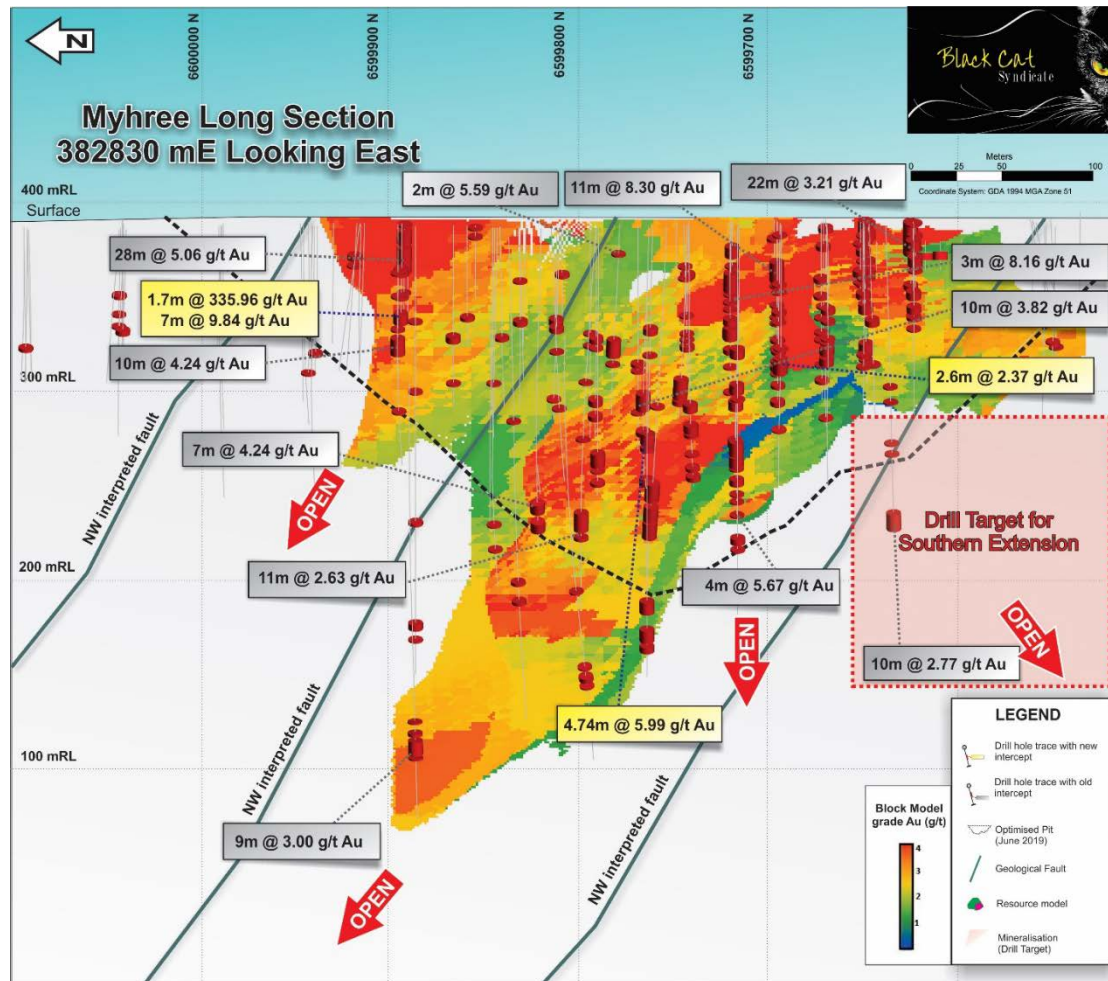 N
6600000 N
6599900 N
6599800 N
6599700 N
Black Cat
Syndicate
Myhree Long Section
382830 mE Looking East
Meters
0 25 50 100
Coordinate System: GDA 1994 MGA Zone 51
400 mRL
Surface
2m @ 5.59 g/t Au
11m @ 8.30 g/t Au
22m @ 3.21 g/t Au
28m @ 5.06 g/t Au
3m @ 8.16 g/t Au
1.7m @ 335.96 g/t Au
7m @ 9.84 g/t Au
10m @ 3.82 g/t Au
10m @ 4.24 g/t Au
300 mRL
2.6m @ 2.37 g/t Au
7m @ 4.24 g/t Au
OPEN
NW interpreted fault
Drill Target for
Southern Extension
200 mRL
11m @ 2.63 g/t Au
4m @ 5.67 g/t Au
OPEN
OPEN
10m @ 2.77 g/t Au
4.74m @ 5.99 g/t Au
100 mRL
NW interpreted fault
NW interpreted fault
9m @ 3.00 g/t Au
OPEN
Block Model
grade Au (g/t)
4
3
2
1
0
LEGEND
Drill hole trace with new
intercept
Drill hole trace with old
intercept
Optimised Pit
(June 2019)
Geological Fault
Resource model
Mineralisation
(Drill Target)